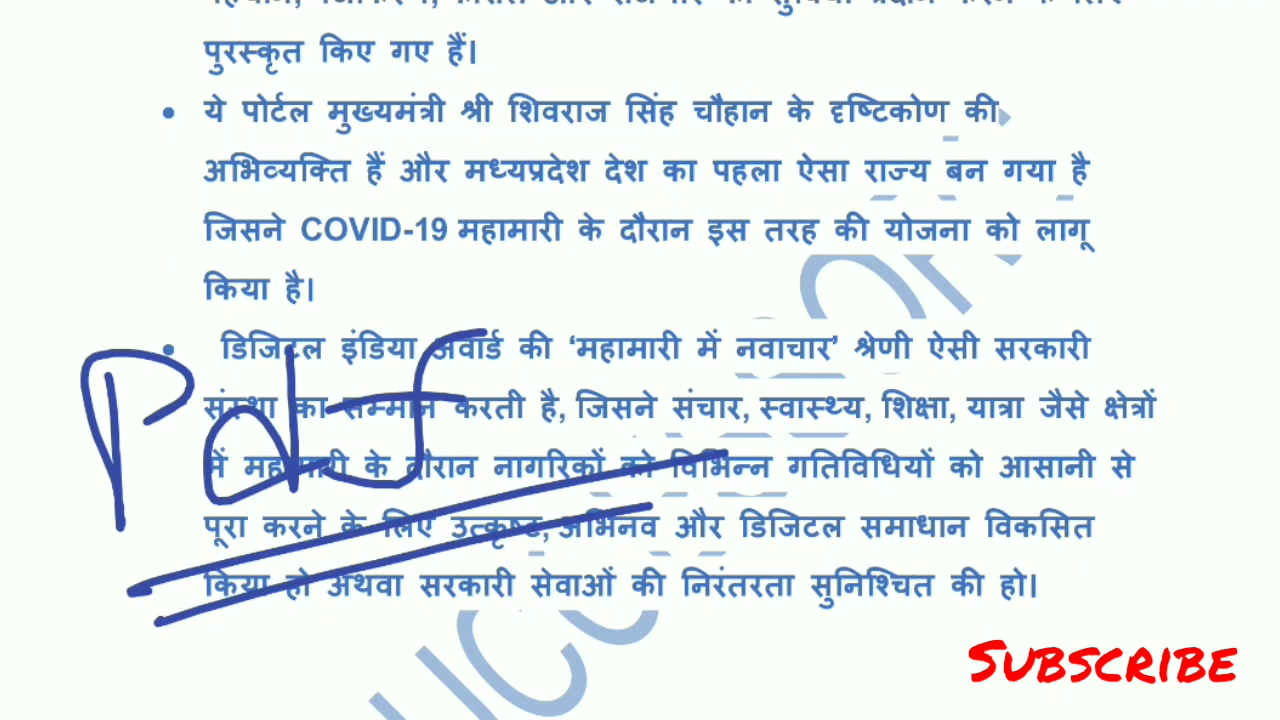 पुरस्कृत किए गए हैं।
• ये पोर्टल मुख्यमंत्री श्री शिवराज सिंह चौहान के दृष्टिकोण की
अभिव्यक्ति हैं और मध्यप्रदेश देश का पहला ऐसा राज्य बन गया है
जिसने COVID-19 महामारी के दौरान इस तरह की योजना को लागू
किया है।
• डिजिटल इंडिया अवार्ड की ‘महामारी में नवाचार’ श्रेणी ऐसी सरकारी
संस्था का सम्मान करती है, जिसने संचार, स्वास्थ्य, शिक्षा, यात्रा जैसे क्षेत्रों
में महामारी के दौरान नागरिकों को विभिन्न गतिविधियों को आसानी से
पूरा करने के लिए उत्कृष्ट, अभिनव और डिजिटल समाधान विकसित
किया हो अथवा सरकारी सेवाओं की निरंतरता सुनिश्चित की हो।
Pdf
SUBSCRIBE